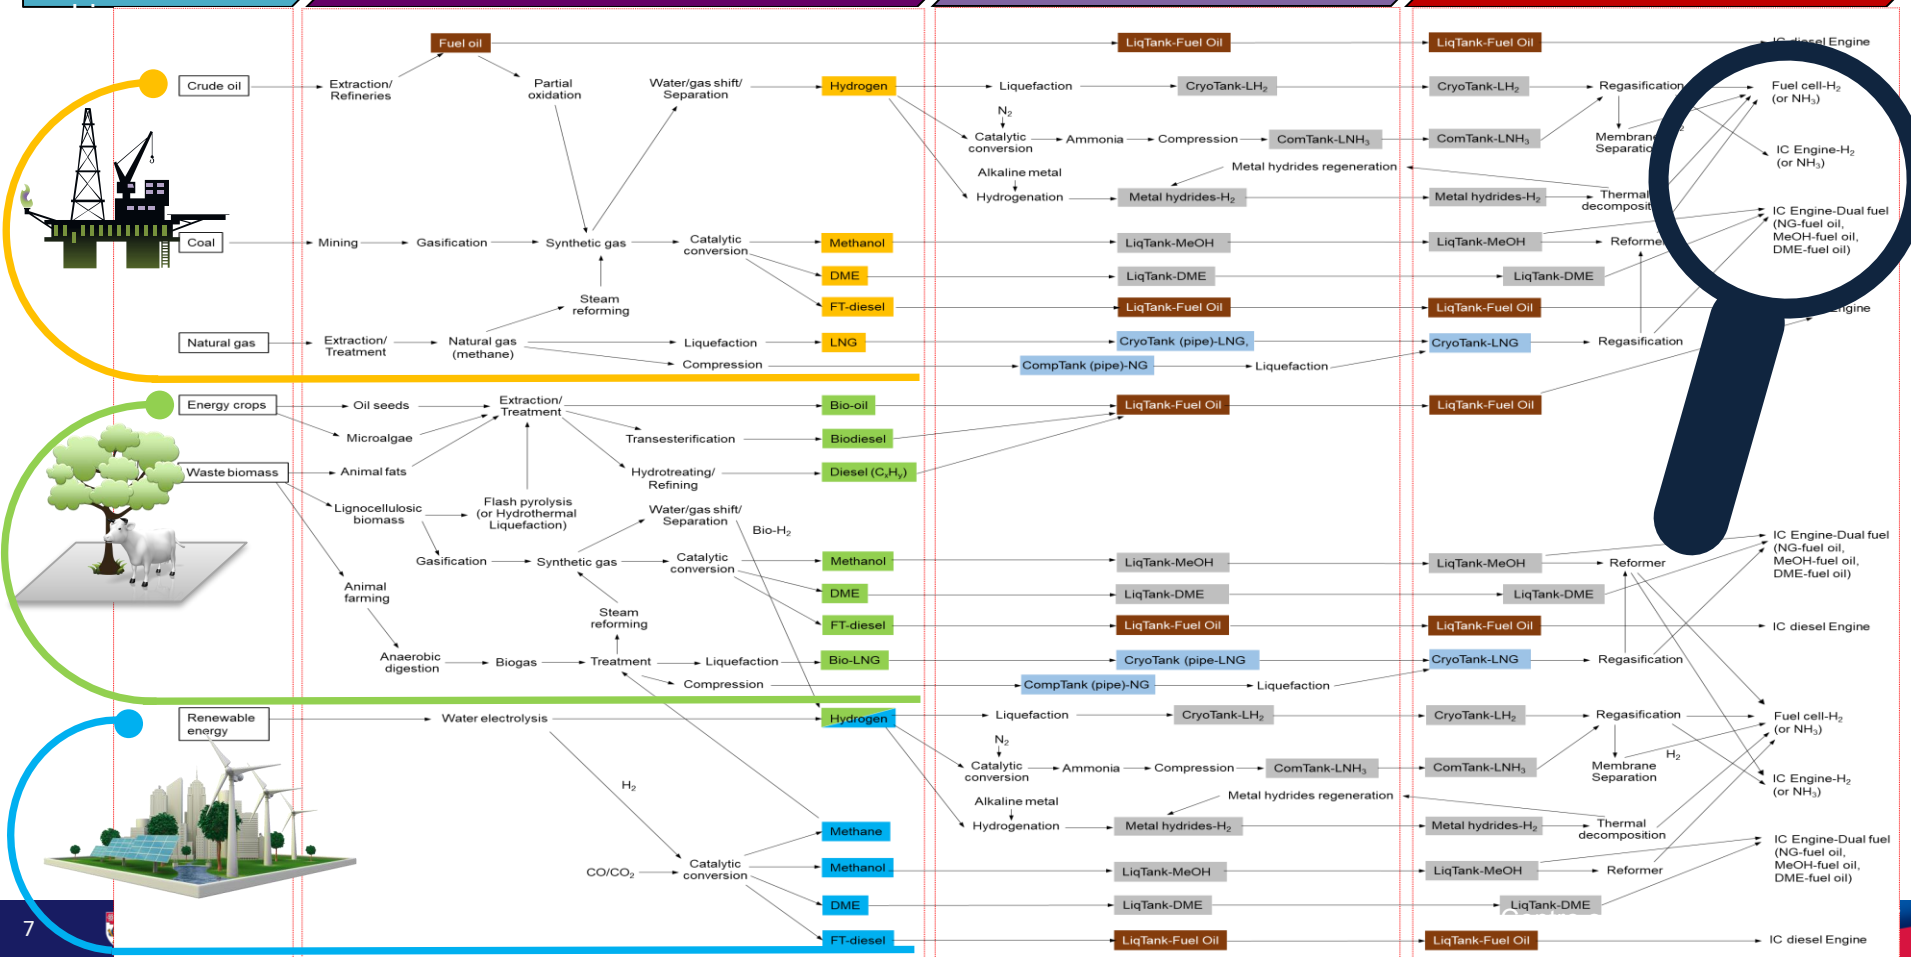 Fuel oil
LiqTank-Fuel Oil
LiqTank-Fuel Oil
IC diesel Engine
Crude oil
Extraction/
Refineries
Partial
oxidation
Water/gas shift/
Separation
Hydrogen
Liquefaction
CryoTank-LH₂
CryoTank-LH₂
Regasification
Fuel cell-H₂
(or NH₃)
N₂
Catalytic
conversion
Ammonia
Compression
ComTank-LNH₃
ComTank-LNH₃
Membrane
IC Engine-H₂
(or NH₃)
Alkaline metal
Hydrogenation
Metal hydrides regeneration
Metal hydrides-H₂
Metal hydrides-H₂
Thermal
Coal
Mining
Gasification
Synthetic gas
Catalytic
conversion
Methanol
LiqTank-MeOH
LiqTank-MeOH
IC Engine-Dual fuel
(NG-fuel oil,
MeOH-fuel oil,
DME-fuel oil)
DME
LiqTank-DME
LiqTank-DME
Steam
reforming
FT-diesel
LiqTank-Fuel Oil
LiqTank-Fuel Oil
Natural gas
Extraction/
Treatment
Natural gas
(methane)
Liquefaction
LNG
CryoTank (pipe)-LNG,
CryoTank-LNG
Regasification
Compression
CompTank (pipe)-NG
Liquefaction
Energy crops
Oil seeds
Extraction/
Treatment
Bio-oil
LiqTank-Fuel Oil
LiqTank-Fuel Oil
Microalgae
Transesterification
Biodiesel
Waste biomass
Animal fats
Hydrotreating/
Refining
Diesel (CₓHᵧ)
Lignocellulosic
biomass
Flash pyrolysis
(or Hydrothermal
Liquefaction)
Water/gas shift/
Separation
Bio-H₂
Gasification
Synthetic gas
Catalytic
conversion
Methanol
LiqTank-MeOH
LiqTank-MeOH
Reformer
IC Engine-Dual fuel
(NG-fuel oil,
MeOH-fuel oil,
DME-fuel oil)
Animal
farming
DME
LiqTank-DME
LiqTank-DME
Steam
reforming
FT-diesel
LiqTank-Fuel Oil
LiqTank-Fuel Oil
IC diesel Engine
Anaerobic
digestion
Biogas
Treatment
Liquefaction
Bio-LNG
CryoTank (pipe-LNG
CryoTank-LNG
Regasification
Compression
CompTank (pipe)-NG
Liquefaction
Renewable
energy
Water electrolysis
Hydrogen
Liquefaction
CryoTank-LH₂
CryoTank-LH₂
Regasification
Fuel cell-H₂
(or NH₃)
N₂
Catalytic
conversion
Ammonia
Compression
ComTank-LNH₃
ComTank-LNH₃
Membrane
Separation
H₂
IC Engine-H₂
(or NH₃)
H₂
Alkaline metal
Hydrogenation
Metal hydrides regeneration
Metal hydrides-H₂
Metal hydrides-H₂
Thermal
decomposition
Methane
CO/CO₂
Catalytic
conversion
Methanol
LiqTank-MeOH
LiqTank-MeOH
Reformer
IC Engine-Dual fuel
(NG-fuel oil,
MeOH-fuel oil,
DME-fuel oil)
DME
LiqTank-DME
LiqTank-DME
7
FT-diesel
LiqTank-Fuel Oil
LiqTank-Fuel Oil
IC diesel Engine